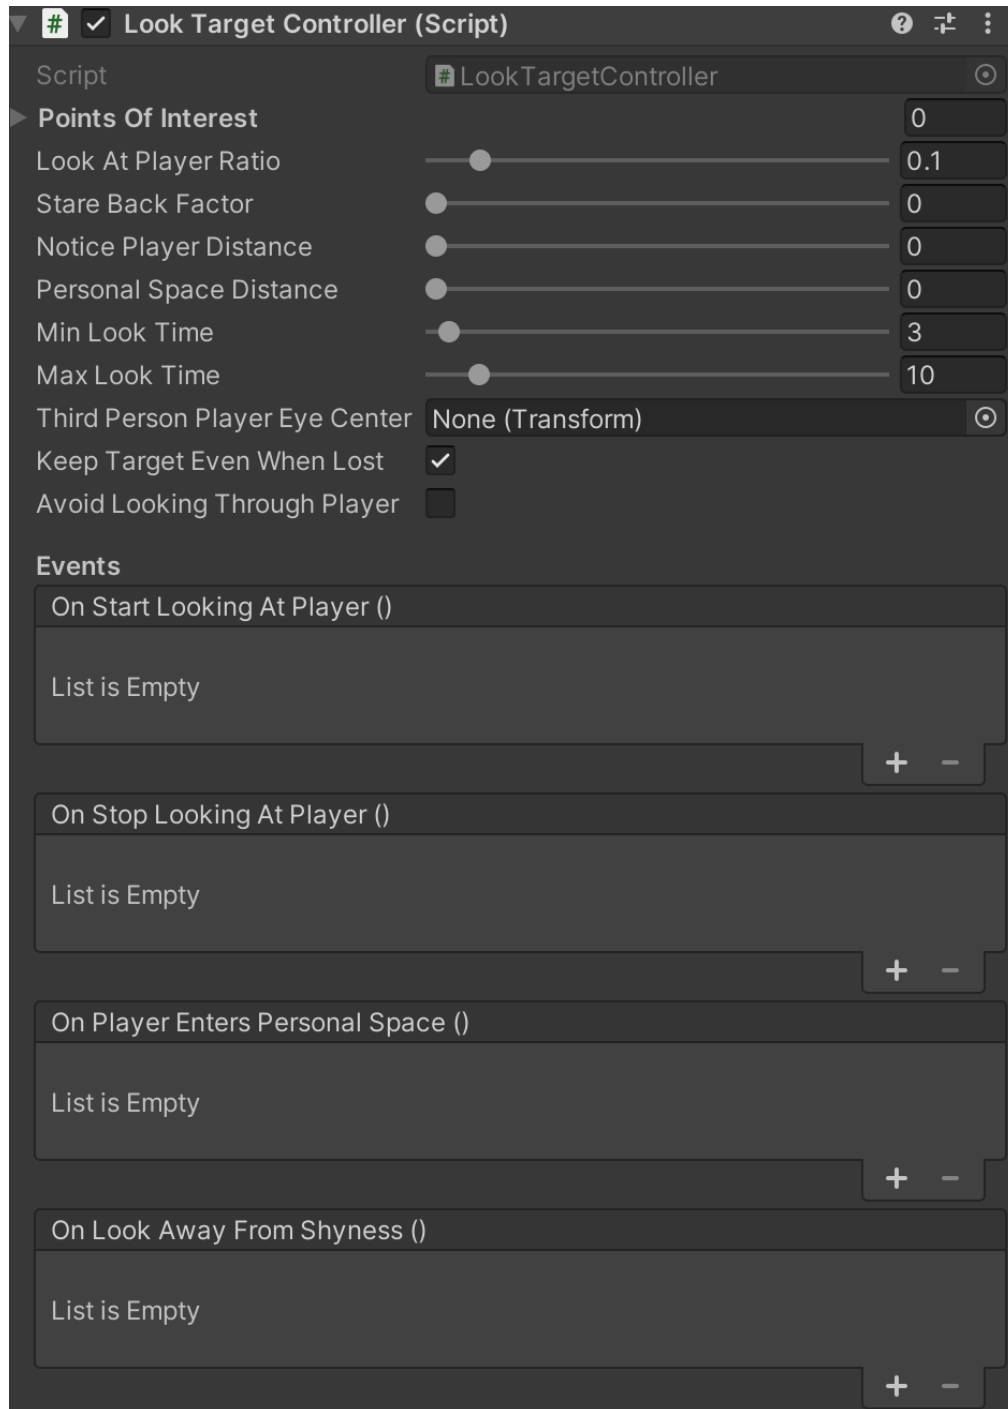 # Look Target Controller (Script)
Script # LookTargetController
Points Of Interest 0
Look At Player Ratio 0.1
Stare Back Factor 0
Notice Player Distance 0
Personal Space Distance 0
Min Look Time 3
Max Look Time 10
Third Person Player Eye Center None (Transform)
Keep Target Even When Lost
Avoid Looking Through Player
Events
On Start Looking At Player ()
List is Empty
+ −
On Stop Looking At Player ()
List is Empty
+ −
On Player Enters Personal Space ()
List is Empty
+ −
On Look Away From Shyness ()
List is Empty
+ −